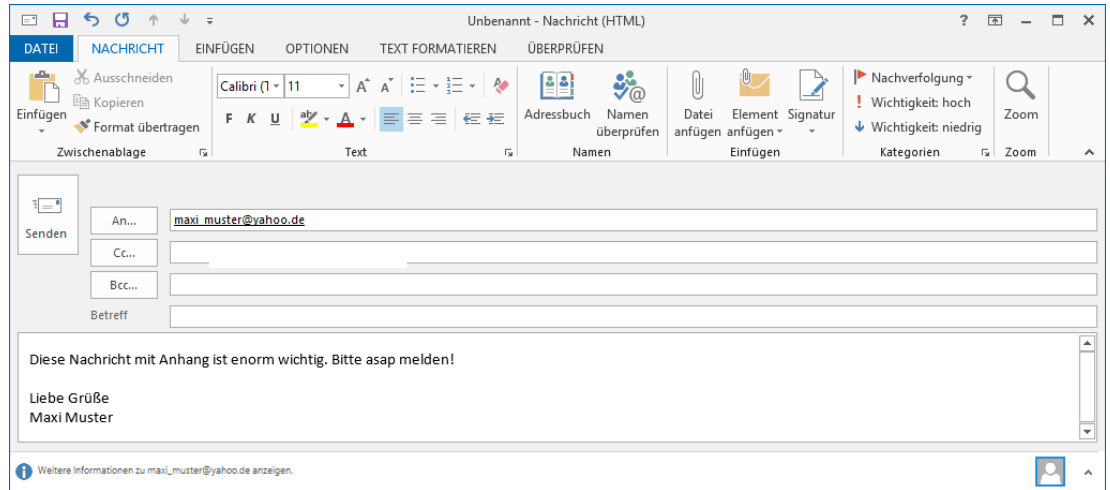 Unbenannt - Nachricht (HTML) ?
DATEI NACHRICHT EINFÜGEN OPTIONEN TEXT FORMATIEREN ÜBERPRÜFEN
Einfügen
Ausschneiden
Kopieren
Format übertragen
Zwischenablage
Calibri (T 11 A A
F K U aby A
Text
Adressbuch
Namen
überprüfen
Namen
Datei
anfügen
Element
anfügen
Signatur
Einfügen
Nachverfolgung
Wichtigkeit: hoch
Wichtigkeit: niedrig
Kategorien
Zoom
Zoom
Senden
An... maxi_muster@yahoo.de
Cc...
Bcc...
Betreff
Diese Nachricht mit Anhang ist enorm wichtig. Bitte asap melden!
Liebe Grüße
Maxi Muster
Weitere Informationen zu maxi_muster@yahoo.de anzeigen.